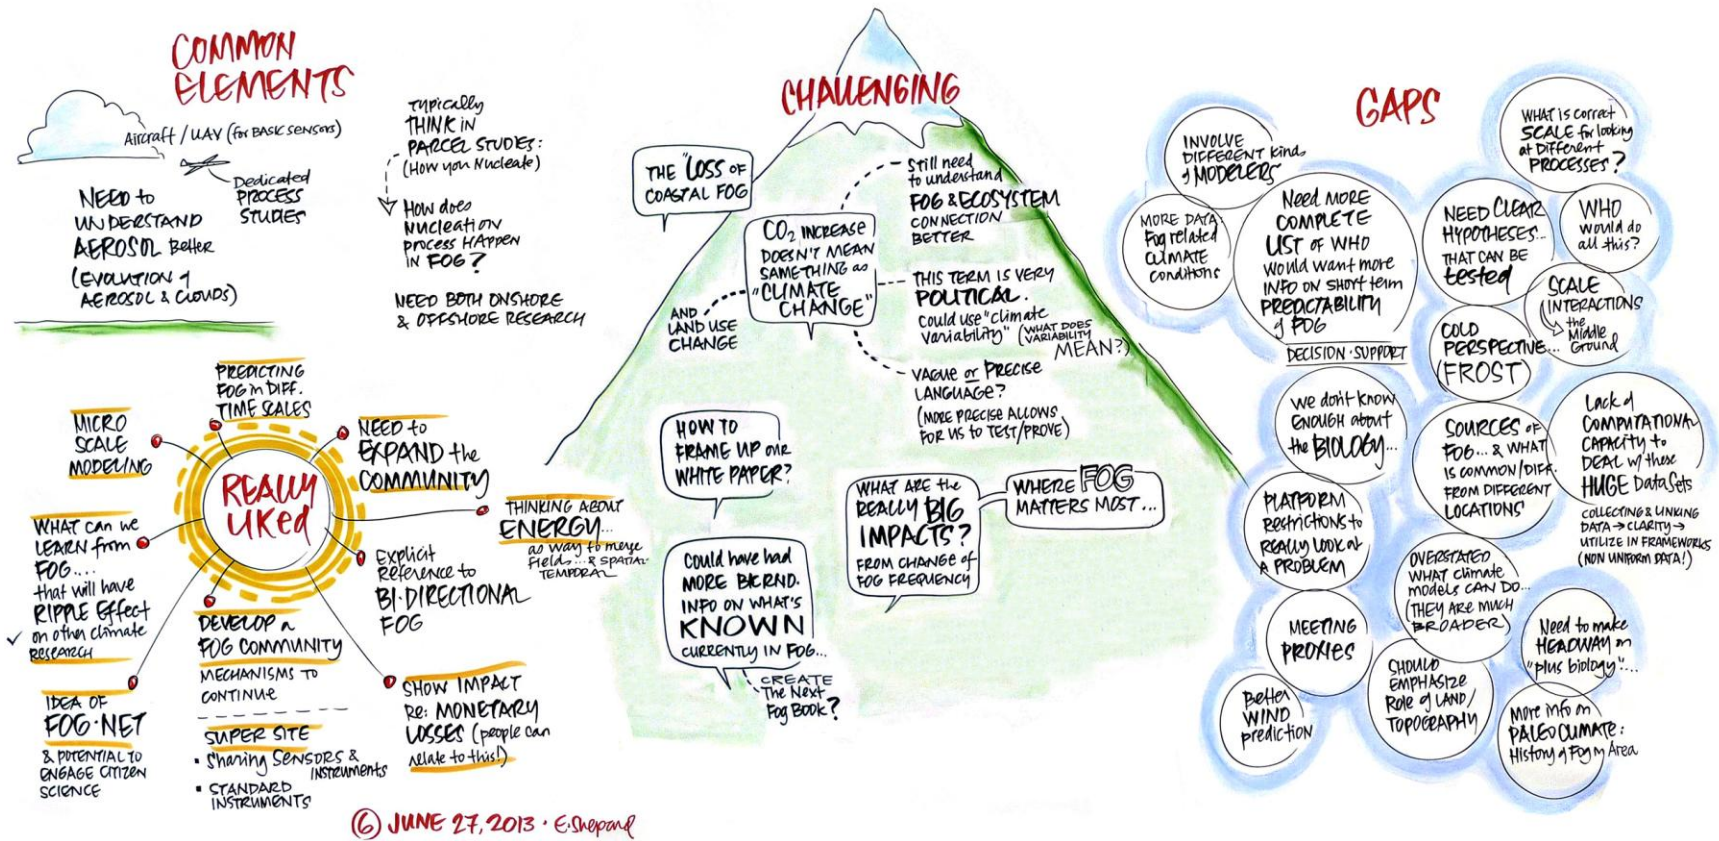 COMMON
ELEMENTS
Aircraft / UAV (for BASIC SENSORS)
Dedicated
PROCESS
STUDIES
NEED to
UNDERSTAND
AEROSOL Better
(EVOLUTION of
AEROSOL & CLOUDS)
Typically
THINK in
PARCEL STUDIES:
(How you Nucleate)
How does
Nucleation
process HAPPEN
IN FOG?
NEED BOTH ONSHORE
& OFFSHORE RESEARCH
REALLY
LIKED
PREDICTING
FOG in DIFF.
TIME SCALES
MICRO
SCALE
MODELING
NEED to
EXPAND the
COMMUNITY
THINKING ABOUT
ENERGY...
as way to merge
fields... & SPATIAL
TEMPORAL
WHAT can we
LEARN from
FOG....
that will have
RIPPLE EFFECT
on other climate
RESEARCH
Explicit
Reference to
BI-DIRECTIONAL
FOG
DEVELOP a
FOG COMMUNITY
MECHANISMS TO
CONTINUE
SUPER SITE
• Sharing SENSORS &
INSTRUMENTS
• STANDARD
INSTRUMENTS
IDEA OF
FOG-NET
& POTENTIAL TO
ENGAGE CITIZEN
SCIENCE
SHOW IMPACT
Re: MONETARY
LOSSES (people can
relate to this!)
6 JUNE 27, 2013 · E. Shepard
CHALLENGING
THE "LOSS OF
COASTAL FOG
CO2 INCREASE
DOESN'T MEAN
SAME THING as
"CLIMATE
CHANGE"
AND
LAND USE
CHANGE
Still need
to understand
FOG & ECOSYSTEM
CONNECTION
BETTER
THIS TERM IS VERY
POLITICAL.
Could use "climate
variability" (WHAT DOES
VARIABILITY
MEAN?)
VAGUE or PRECISE
LANGUAGE?
(MORE PRECISE ALLOWS
FOR US TO TEST/PROVE)
HOW TO
FRAME UP our
WHITE PAPER?
Could have had
MORE BKRND.
INFO ON WHAT'S
KNOWN
CURRENTLY IN FOG...
CREATE
The Next
Fog Book?
WHAT ARE the
REALLY BIG
IMPACTS?
FROM CHANGE of
FOG FREQUENCY
WHERE FOG
MATTERS MOST...
GAPS
INVOLVE
DIFFERENT kinds
of MODELERS
MORE DATA:
Fog related
CLIMATE
conditions
Need MORE
COMPLETE
LIST of WHO
would want more
INFO ON SHORT term
PREDICTABILITY
of FOG
DECISION-SUPPORT
WHAT IS correct
SCALE for looking
at Different
PROCESSES?
NEED CLEAR
HYPOTHESES...
THAT CAN BE
tested
WHO
would do
all this?
SCALE
INTERACTIONS
the
Middle
Ground
COLD
PERSPECTIVE...
(FROST)
we don't know
ENOUGH about
the BIOLOGY...
SOURCES OF
FOG... & WHAT
IS COMMON/DIFF.
FROM DIFFERENT
LOCATIONS
Lack of
COMPUTATIONAL
CAPACITY to
DEAL w/ these
HUGE Data Sets
COLLECTING & LINKING
DATA → CLARITY →
UTILIZE IN FRAMEWORKS
(NON UNIFORM DATA!)
PLATFORM
Restrictions to
REALLY LOOK at
A PROBLEM
OVERSTATED
WHAT climate
models CAN DO...
(THEY ARE MUCH
BROADER)
MEETING
PROXIES
Need to make
HEADWAY on
"plus biology"....
SHOULD
EMPHASIZE
Role of LAND/
TOPOGRAPHY
Better
WIND
prediction
More info on
PALEO CLIMATE:
History of Fog in Area